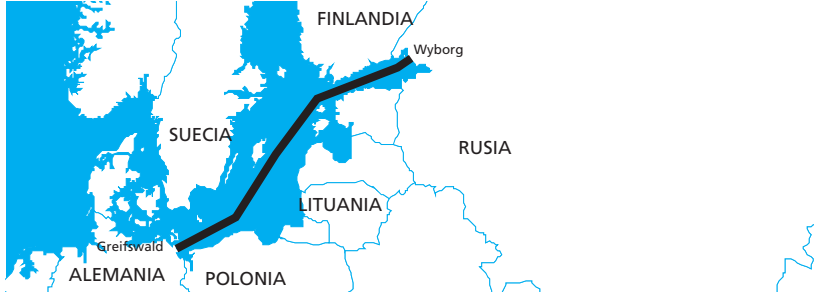 FINLANDIA
Wyborg
SUECIA
RUSIA
LITUANIA
Greifswald
ALEMANIA
POLONIA